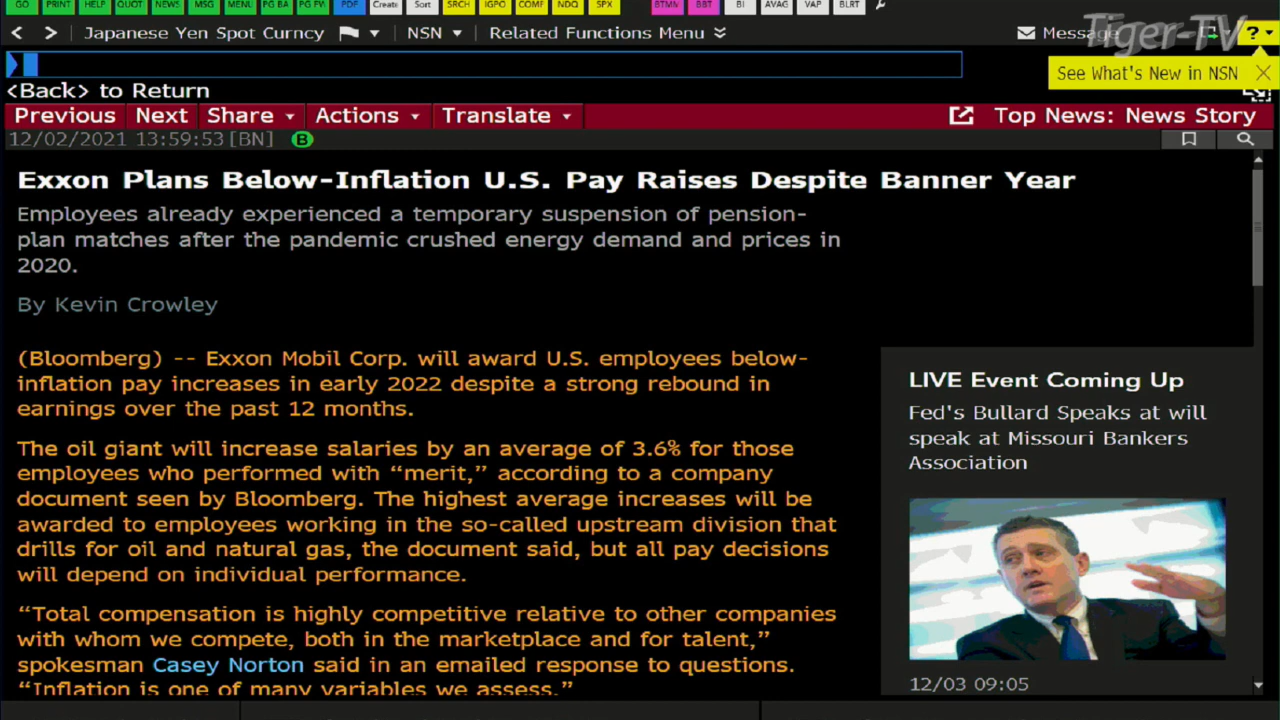 GO PRINT HELP QUOT NEWS MSG MENU PG BA PG FV PDF Create Sort SRCH IGPO COMF NDQ SPX BTMM BBT BI AVAG VAP BLRT
< > Japanese Yen Spot Curncy NSN Related Functions Menu Message ?
Tiger-TV
See What's New in NSN
<Back> to Return
Previous Next Share Actions Translate Top News: News Story
12/02/2021 13:59:53 [BN] B
Exxon Plans Below-Inflation U.S. Pay Raises Despite Banner Year
Employees already experienced a temporary suspension of pension-
plan matches after the pandemic crushed energy demand and prices in
2020.
By Kevin Crowley
(Bloomberg) -- Exxon Mobil Corp. will award U.S. employees below-
inflation pay increases in early 2022 despite a strong rebound in
earnings over the past 12 months.
The oil giant will increase salaries by an average of 3.6% for those
employees who performed with “merit,” according to a company
document seen by Bloomberg. The highest average increases will be
awarded to employees working in the so-called upstream division that
drills for oil and natural gas, the document said, but all pay decisions
will depend on individual performance.
“Total compensation is highly competitive relative to other companies
with whom we compete, both in the marketplace and for talent,”
spokesman Casey Norton said in an emailed response to questions.
“Inflation is one of many variables we assess.”
LIVE Event Coming Up
Fed's Bullard Speaks at will
speak at Missouri Bankers
Association
12/03 09:05